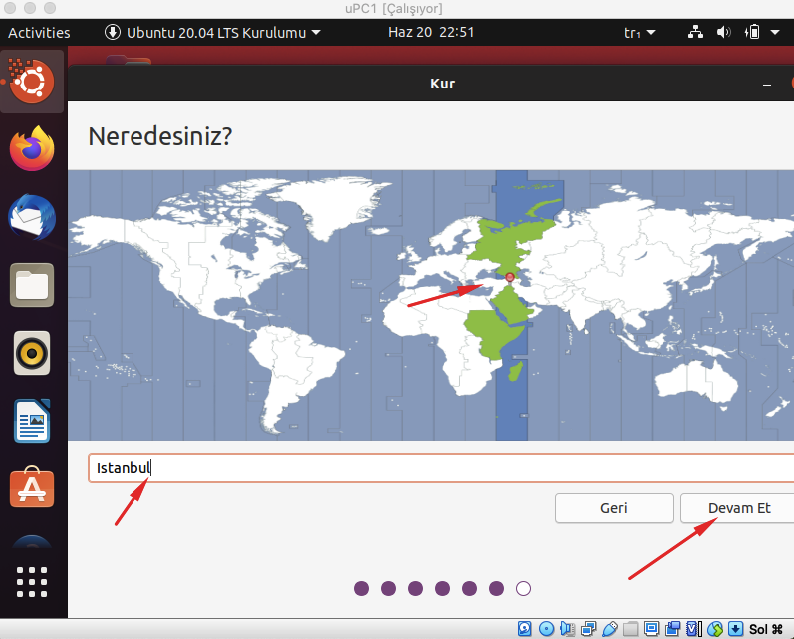 uPC1 [Çalışıyor]
Activities
Ubuntu 20.04 LTS Kurulumu
Haz 20 22:51
tr₁
Kur
Neredesiniz?
Istanbul
Geri
Devam Et
Sol ⌘